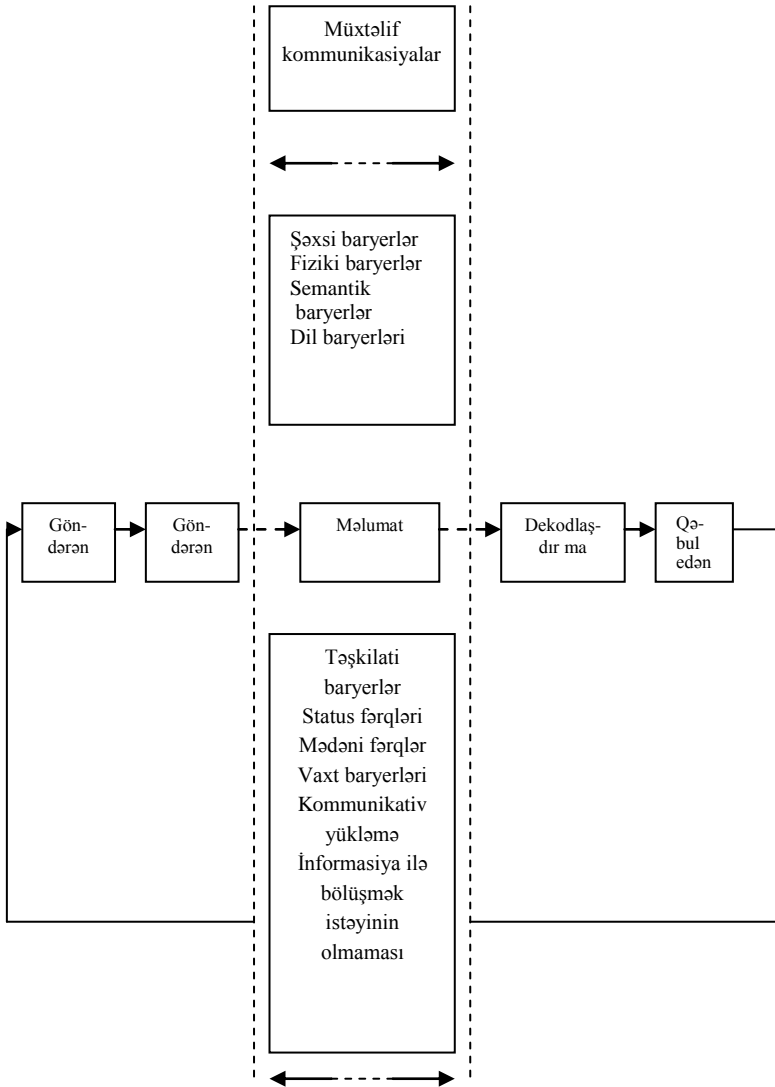 Müxtəlif
kommunikasiyalar
Şəxsi baryerlər
Fiziki baryerlər
Semantik
baryerlər
Dil baryerləri
Gön-
dərən
Gön-
dərən
Məlumat
Dekodlaş-
dır ma
Qə-
bul
edən
Təşkilati
baryerlər
Status fərqləri
Mədəni fərqlər
Vaxt baryerləri
Kommunikativ
yükləmə
İnformasiya ilə
bölüşmək
istəyinin
olmaması